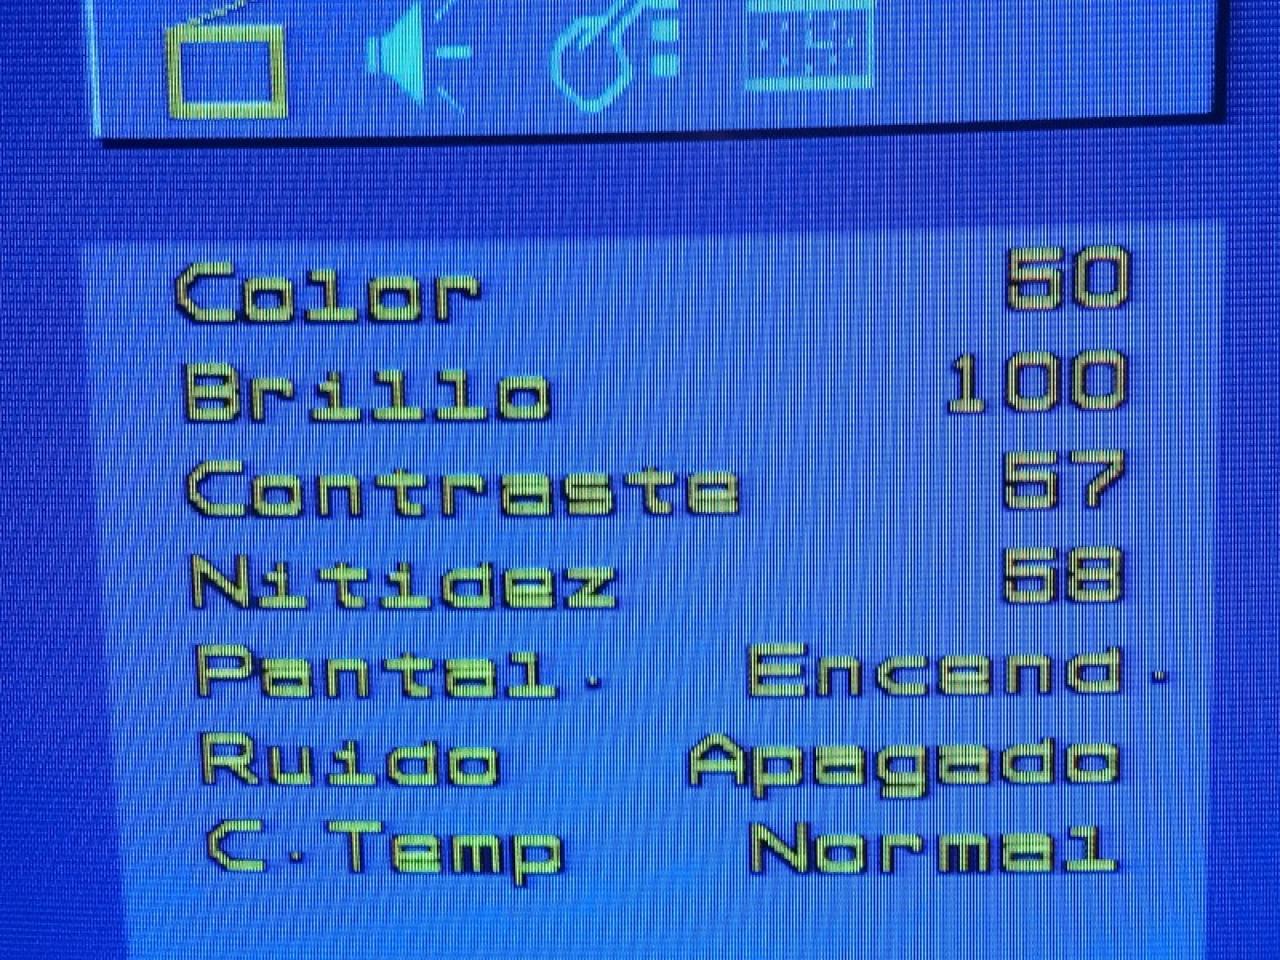 Color 50
Brillo 100
Contraste 57
Nitidez 58
Pantal. Encend.
Ruido Apagado
C.Temp Normal